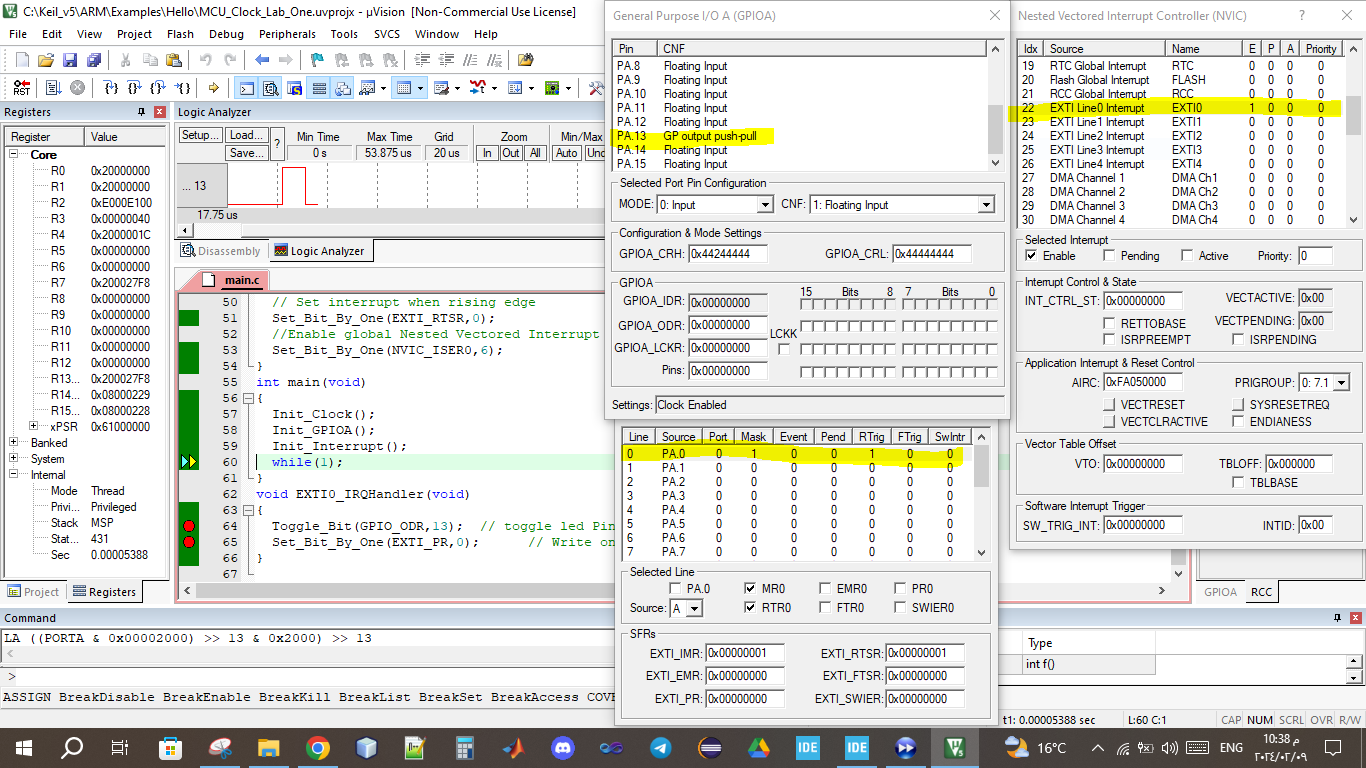 C:\Keil_v5\ARM\Examples\Hello\MCU_Clock_Lab_One.uvprojx - µVision [Non-Commercial Use License]
File Edit View Project Flash Debug Peripherals Tools SVCS Window Help
Registers
Register Value
Core
R0 0x20000000
R1 0x20000000
R2 0xE000E100
R3 0x00000040
R4 0x2000001C
R5 0x00000000
R6 0x00000000
R7 0x200027F8
R8 0x00000000
R9 0x00000000
R10 0x00000000
R11 0x00000000
R12 0x00000000
R13... 0x200027F8
R14... 0x08000229
R15... 0x08000228
xPSR 0x61000000
Banked
System
Internal
Mode Thread
Privi... Privileged
Stack MSP
Stat... 431
Sec 0.00005388
Project Registers
Logic Analyzer
Setup... Load... Save... ?
Min Time Max Time Grid Zoom Min/Max
0 s 53.875 ms 20 us In Out All Auto
... 13
17.75 us
Disassembly Logic Analyzer
main.c
50 // Set interrupt when rising edge
51 Set_Bit_By_One(EXTI_RTSR,0);
52 //Enable global Nested Vectored Interrupt
53 Set_Bit_By_One(NVIC_ISER0,6);
54 }
55 int main(void)
56 {
57 Init_Clock();
58 Init_GPIOA();
59 Init_Interrupt();
60 while(1);
61 }
62 void EXTI0_IRQHandler(void)
63 {
64 Toggle_Bit(GPIO_ODR,13); // toggle led Pin
65 Set_Bit_By_One(EXTI_PR,0); // Write on
66 }
67
General Purpose I/O A (GPIOA)
Pin CNF
PA.8 Floating Input
PA.9 Floating Input
PA.10 Floating Input
PA.11 Floating Input
PA.12 Floating Input
PA.13 GP output push-pull
PA.14 Floating Input
PA.15 Floating Input
Selected Port Pin Configuration
MODE: 0: Input CNF: 1: Floating Input
Configuration & Mode Settings
GPIOA_CRH: 0x44244444 GPIOA_CRL: 0x44444444
GPIOA
15 Bits 8 7 Bits 0
GPIOA_IDR: 0x00000000
GPIOA_ODR: 0x00000000
GPIOA_LCKR: 0x00000000 LCKK
Pins: 0x00000000
Settings: Clock Enabled
Line Source Port Mask Event Pend RTrig FTrig SwIntr
0 PA.0 0 1 0 0 1 0 0
1 PA.1 0 0 0 0 0 0 0
2 PA.2 0 0 0 0 0 0 0
3 PA.3 0 0 0 0 0 0 0
4 PA.4 0 0 0 0 0 0 0
5 PA.5 0 0 0 0 0 0 0
6 PA.6 0 0 0 0 0 0 0
7 PA.7 0 0 0 0 0 0 0
Selected Line
PA.0 MR0 EMR0 PR0
Source: A RTR0 FTR0 SWIER0
SFRs
EXTI_IMR: 0x00000001 EXTI_RTSR: 0x00000001
EXTI_EMR: 0x00000000 EXTI_FTSR: 0x00000000
EXTI_PR: 0x00000000 EXTI_SWIER: 0x00000000
Nested Vectored Interrupt Controller (NVIC) ?
Idx Source Name E P A Priority
19 RTC Global Interrupt RTC 0 0 0 0
20 Flash Global Interrupt FLASH 0 0 0 0
21 RCC Global Interrupt RCC 0 0 0 0
22 EXTI Line0 Interrupt EXTI0 1 0 0 0
23 EXTI Line1 Interrupt EXTI1 0 0 0 0
24 EXTI Line2 Interrupt EXTI2 0 0 0 0
25 EXTI Line3 Interrupt EXTI3 0 0 0 0
26 EXTI Line4 Interrupt EXTI4 0 0 0 0
27 DMA Channel 1 DMA Ch1 0 0 0 0
28 DMA Channel 2 DMA Ch2 0 0 0 0
29 DMA Channel 3 DMA Ch3 0 0 0 0
30 DMA Channel 4 DMA Ch4 0 0 0 0
Selected Interrupt
Enable Pending Active Priority: 0
Interrupt Control & State
INT_CTRL_ST: 0x00000000 VECTACTIVE: 0x00
RETTOBASE VECTPENDING: 0x00
ISRPREEMPT ISRPENDING
Application Interrupt & Reset Control
AIRC: 0xFA050000 PRIGROUP: 0: 7.1
VECTRESET SYSRESETREQ
VECTCLRACTIVE ENDIANESS
Vector Table Offset
VTO: 0x00000000 TBLOFF: 0x000000
TBLBASE
Software Interrupt Trigger
SW_TRIG_INT: 0x00000000 INTID: 0x00
GPIOA RCC
Command
LA ((PORTA & 0x00002000) >> 13 & 0x2000) >> 13
>
ASSIGN BreakDisable BreakEnable BreakKill BreakList BreakSet BreakAccess COVE
Type
int f()
t1: 0.00005388 sec L:60 C:1 CAP NUM SCRL OVR R/W
16°C ENG
10:38 م
٢٠٢٤/٠٢/٠٩